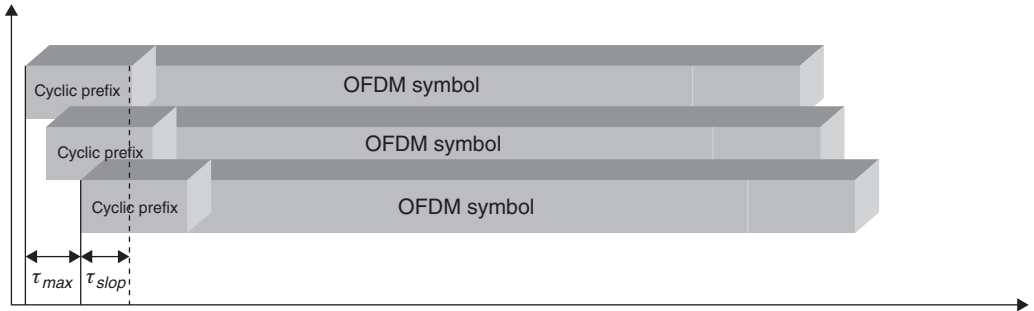 Cyclic prefix
OFDM symbol
Cyclic prefix
OFDM symbol
Cyclic prefix
OFDM symbol
τmax
τslop